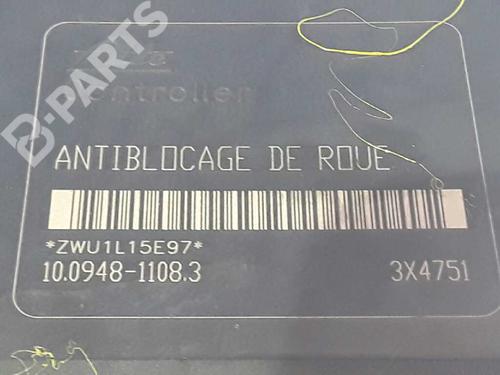 B-PARTS
Controller
ANTIBLOCAGE DE ROUE
*ZWU1L15E97*
10.0948-1108.3 3X4751